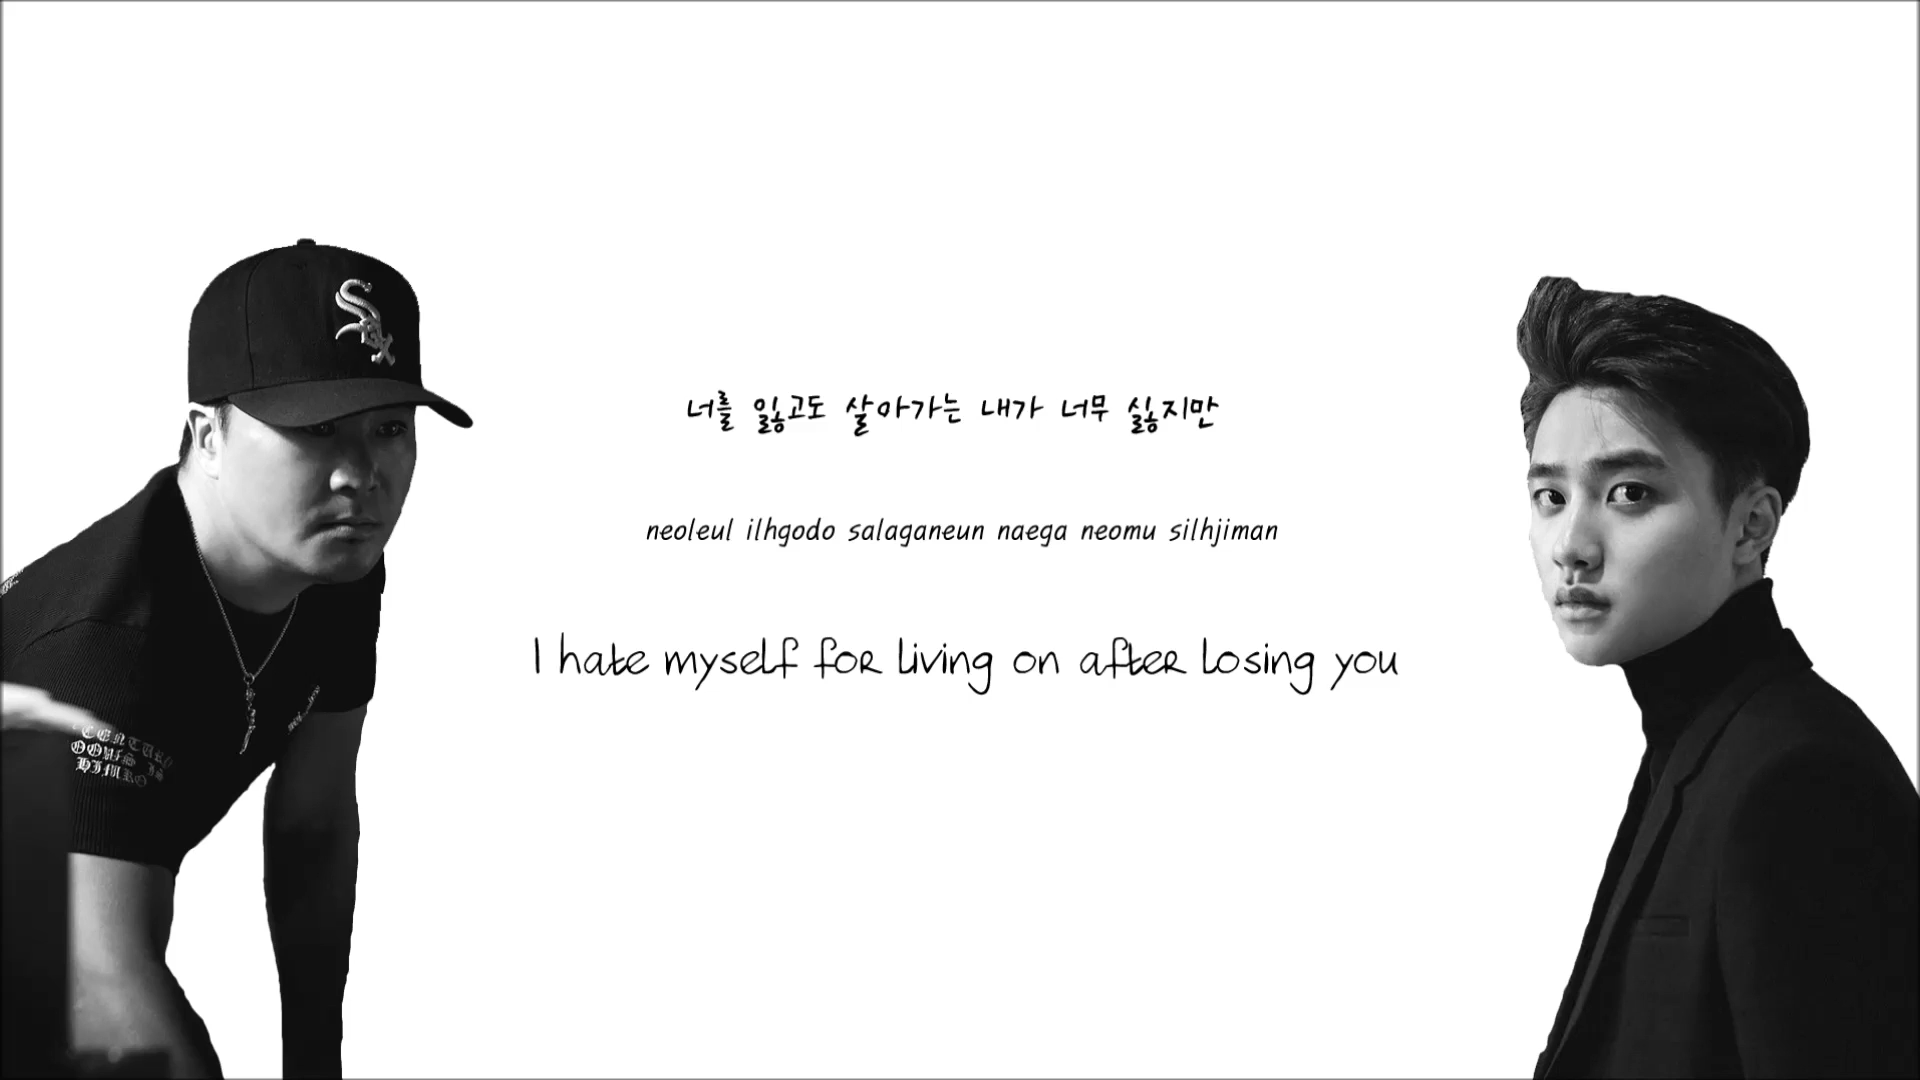 Sox
너를 잃고도 살아가는 내가 너무 싫지만
neoleul ilhgodo salaganeun naega neomu silhjiman
I hate myself for living on after losing you